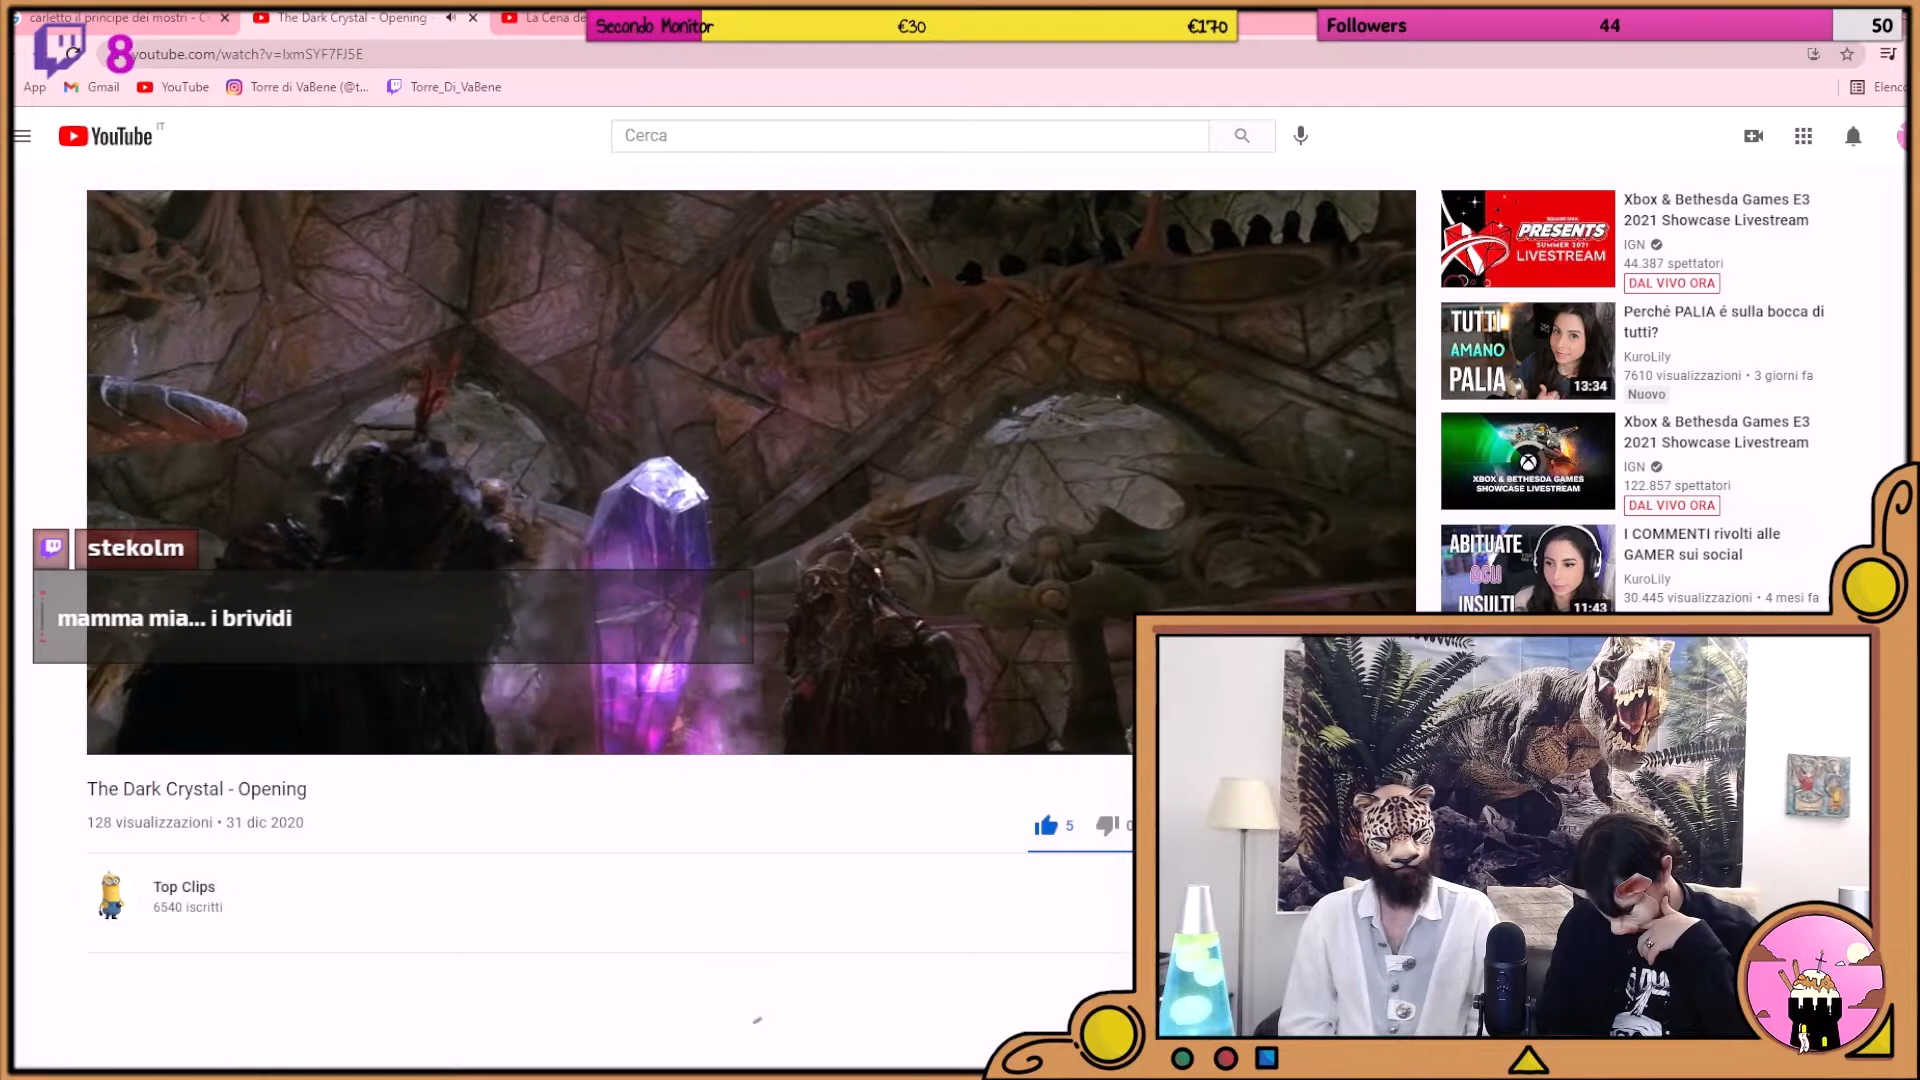 carletto il principe dei mostri - C
The Dark Crystal - Opening
La Cena de
Secondo Monitor
€30
€170
Followers
44
50
8
youtube.com/watch?v=IxmSYF7FJ5E
App
Gmail
YouTube
Torre di VaBene (@t...
Torre_Di_VaBene
Elenco
YouTube IT
Cerca
SQUARE ENIX
PRESENTS
SUMMER 2021
LIVESTREAM
Xbox & Bethesda Games E3
2021 Showcase Livestream
IGN
44.387 spettatori
DAL VIVO ORA
TUTTI
AMANO
PALIA
13:34
Perché PALIA é sulla bocca di
tutti?
KuroLily
7610 visualizzazioni • 3 giorni fa
Nuovo
XBOX & BETHESDA GAMES
SHOWCASE LIVESTREAM
Xbox & Bethesda Games E3
2021 Showcase Livestream
IGN
122.857 spettatori
DAL VIVO ORA
ABITUATE
AGLI
INSULTI
11:43
I COMMENTI rivolti alle
GAMER sui social
KuroLily
30.445 visualizzazioni • 4 mesi fa
stekolm
mamma mia... i brividi
The Dark Crystal - Opening
128 visualizzazioni • 31 dic 2020
5
0
Top Clips
6540 iscritti